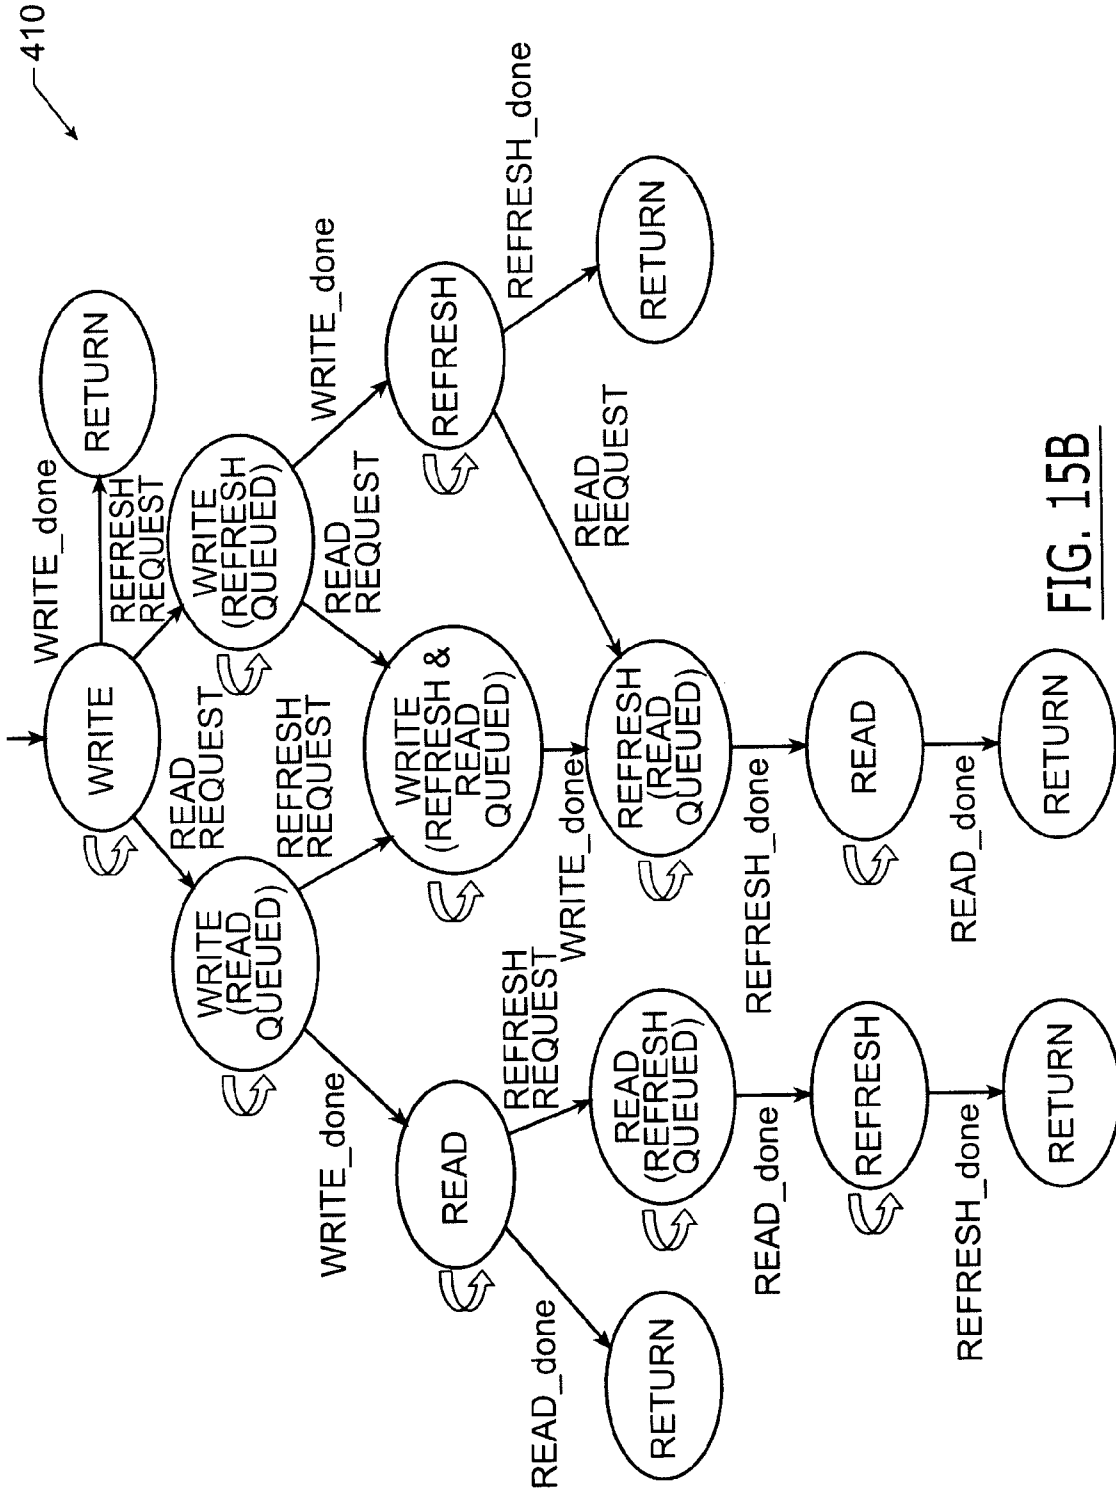 410
WRITE
WRITE_done
RETURN
READ
REQUEST
REFRESH
REQUEST
WRITE
(READ
QUEUED)
WRITE
(REFRESH
QUEUED)
WRITE_done
REFRESH
REQUEST
READ
REQUEST
WRITE_done
READ
WRITE
(REFRESH &
READ
QUEUED)
REFRESH
READ_done
REFRESH
REQUEST
WRITE_done
READ
REQUEST
REFRESH_done
RETURN
READ
(REFRESH
QUEUED)
REFRESH
(READ
QUEUED)
RETURN
READ_done
REFRESH_done
REFRESH
READ
REFRESH_done
READ_done
RETURN
RETURN
FIG. 15B